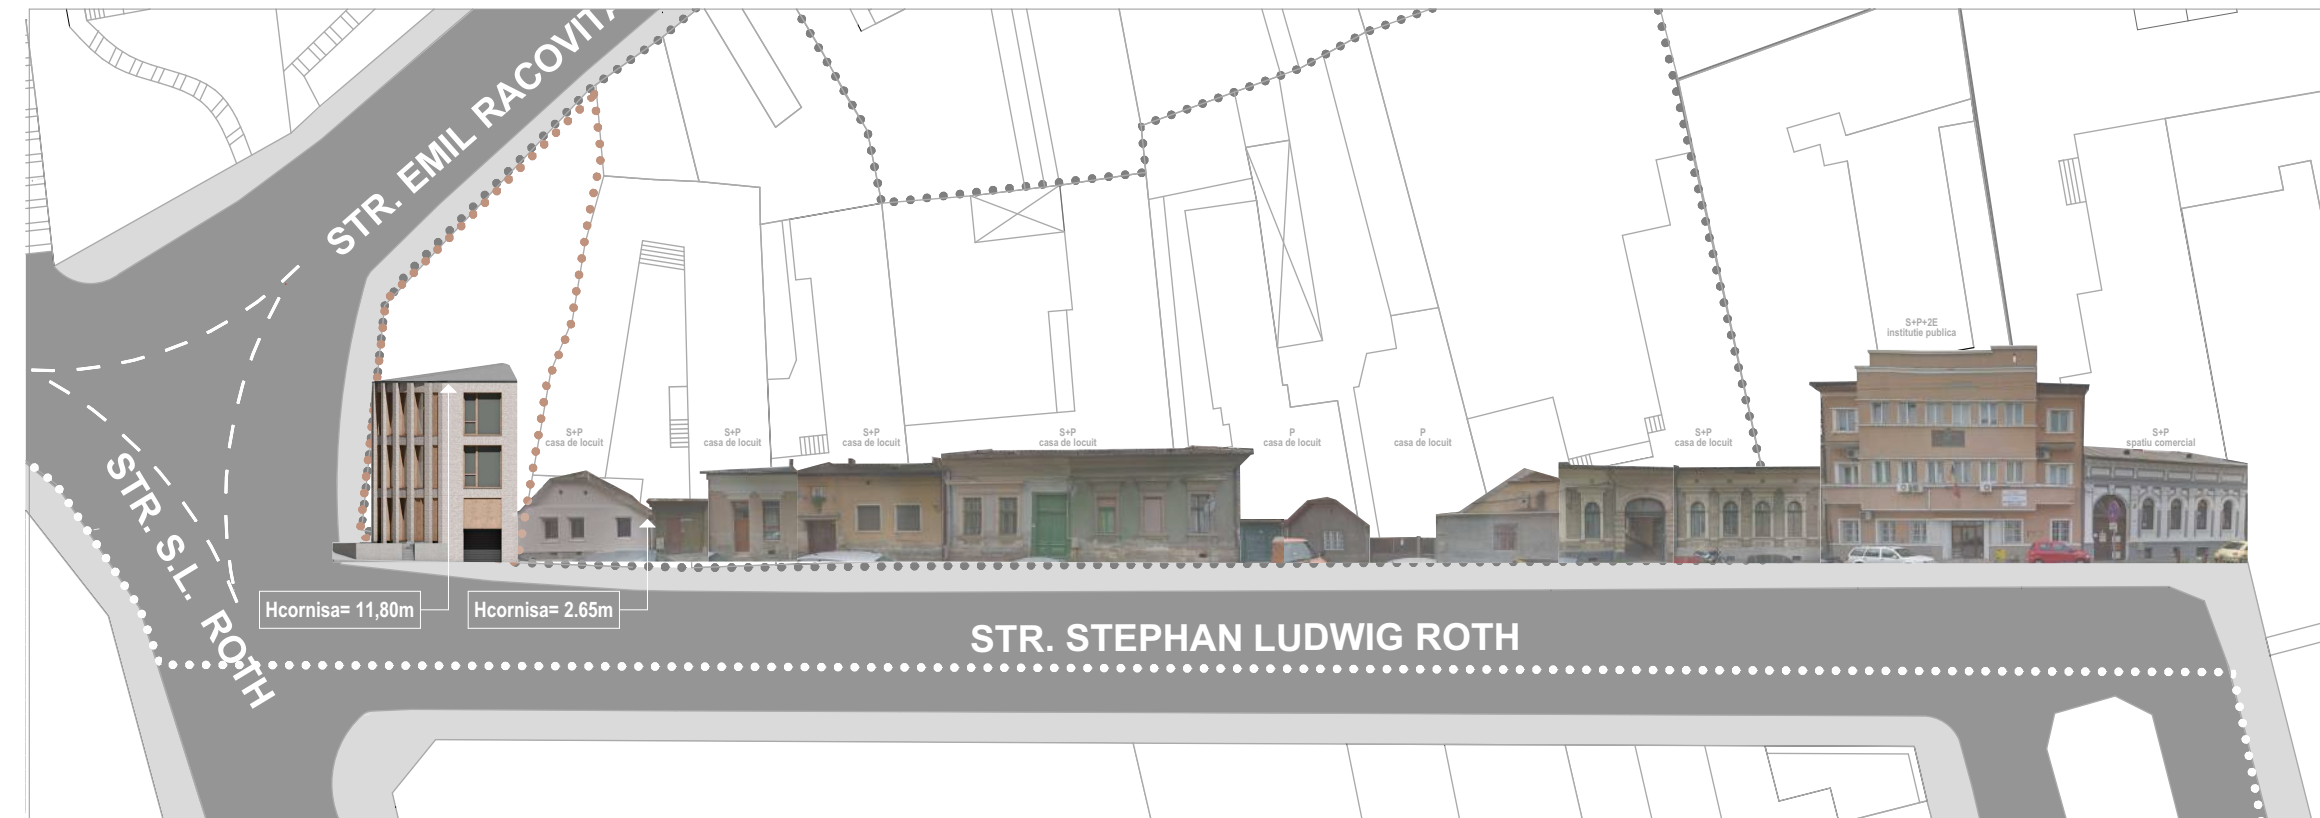 STR. EMIL RACOVITA
STR. S.L. ROTH
S+P+2E
institutie publica
S+P
casa de locuit
S+P
casa de locuit
S+P
casa de locuit
S+P
casa de locuit
P
casa de locuit
P
casa de locuit
S+P
casa de locuit
S+P
spatiu comercial
Hcornisa= 11,80m
Hcornisa= 2.65m
STR. STEPHAN LUDWIG ROTH